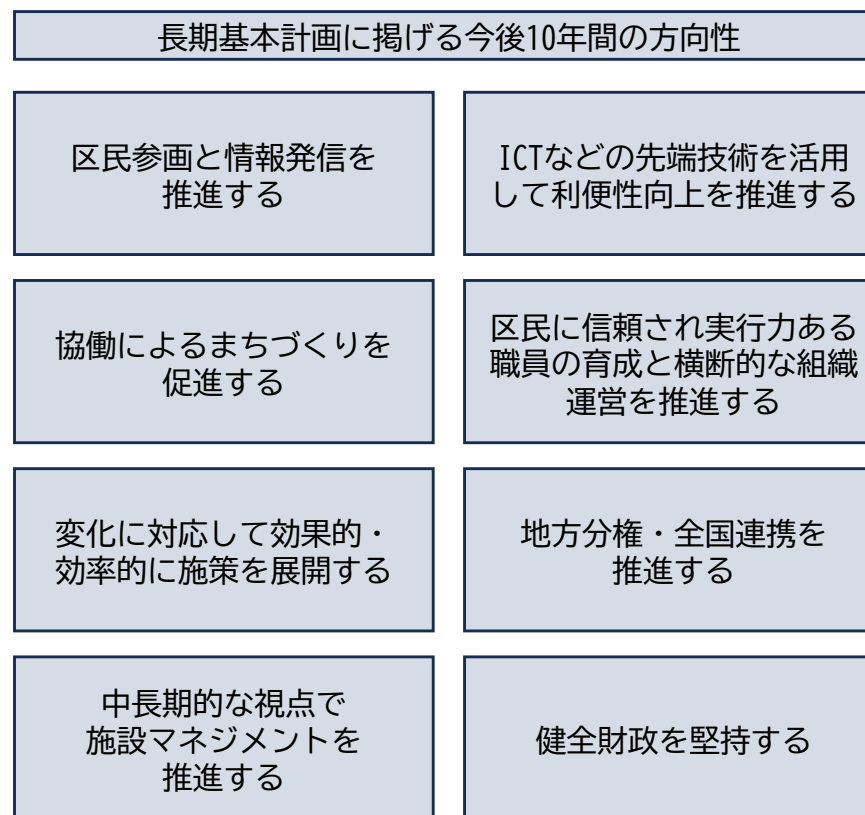 長期基本計画に掲げる今後10年間の方向性
区民参画と情報発信を
推進する
ICTなどの先端技術を活用
して利便性向上を推進する
協働によるまちづくりを
促進する
区民に信頼され実行力ある
職員の育成と横断的な組織
運営を推進する
変化に対応して効果的・
効率的に施策を展開する
地方分権・全国連携を
推進する
中長期的な視点で
施設マネジメントを
推進する
健全財政を堅持する